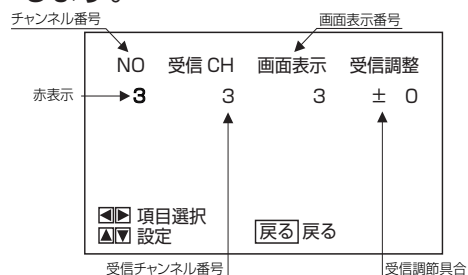 します。
チャンネル番号 画面表示番号
NO 受信CH 画面表示 受信調整
赤表示 3 3 3 ± 0
◀▶ 項目選択
▲▼ 設定 戻る 戻る
受信チャンネル番号 受信調節具合